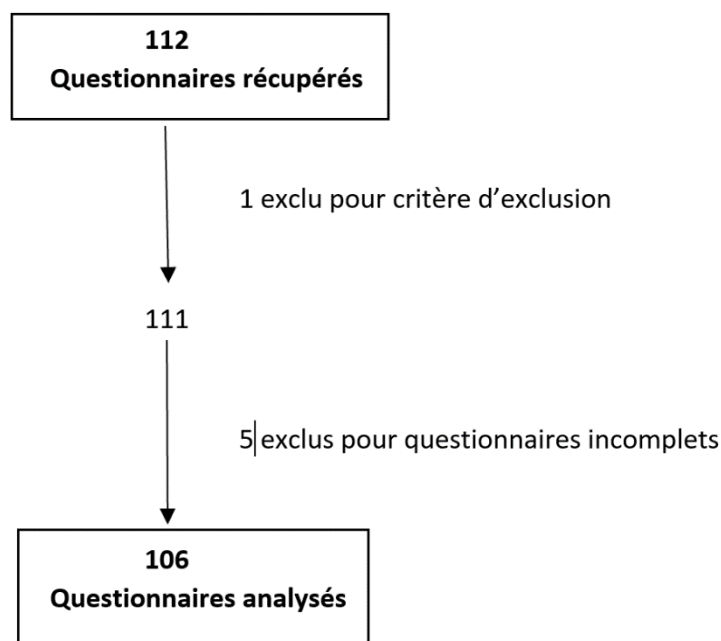 112
Questionnaires récupérés
1 exclu pour critère d’exclusion
111
5 exclus pour questionnaires incomplets
106
Questionnaires analysés